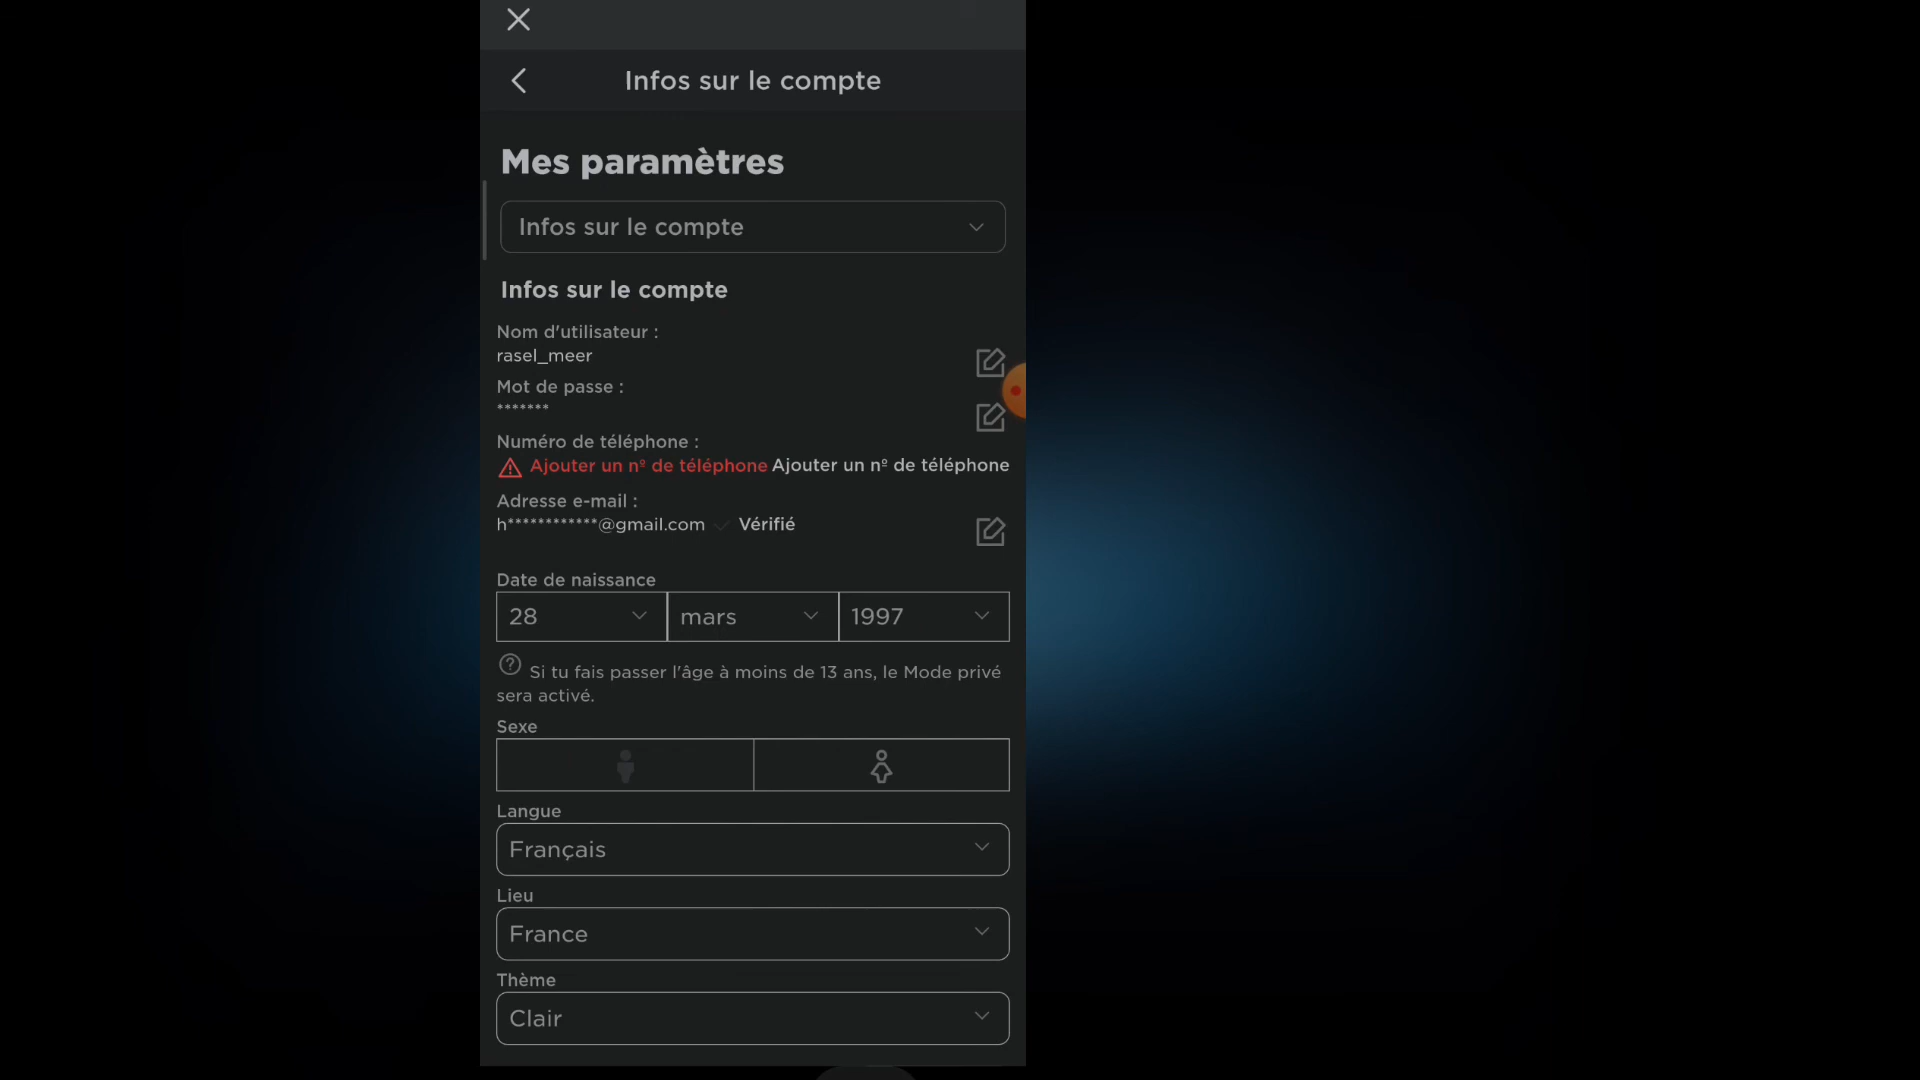 Infos sur le compte
Mes paramètres
Infos sur le compte
Infos sur le compte
Nom d'utilisateur :
rasel_meer
Mot de passe :
*******
Numéro de téléphone :
Ajouter un nº de téléphone Ajouter un nº de téléphone
Adresse e-mail :
h************@gmail.com Vérifié
Date de naissance
28 mars 1997
Si tu fais passer l'âge à moins de 13 ans, le Mode privé
sera activé.
Sexe
Langue
Français
Lieu
France
Thème
Clair